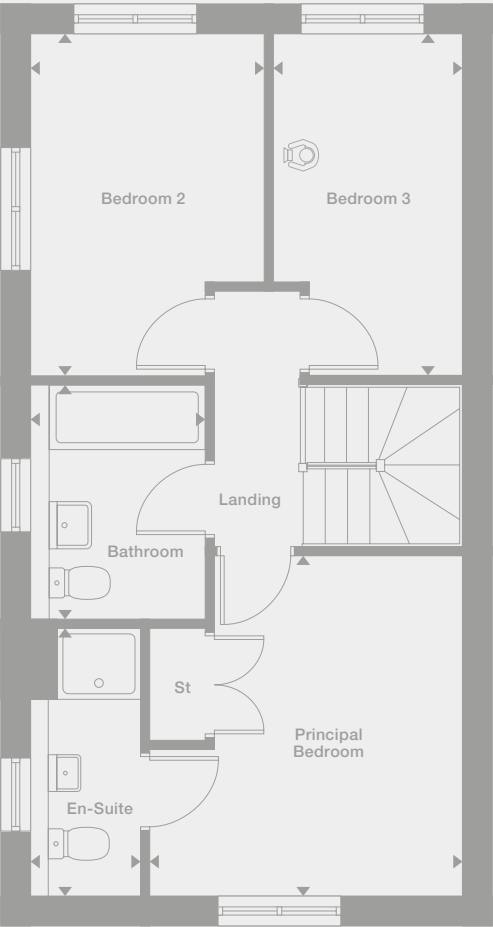 Bedroom 2
Bedroom 3
Landing
Bathroom
St
Principal
Bedroom
En-Suite